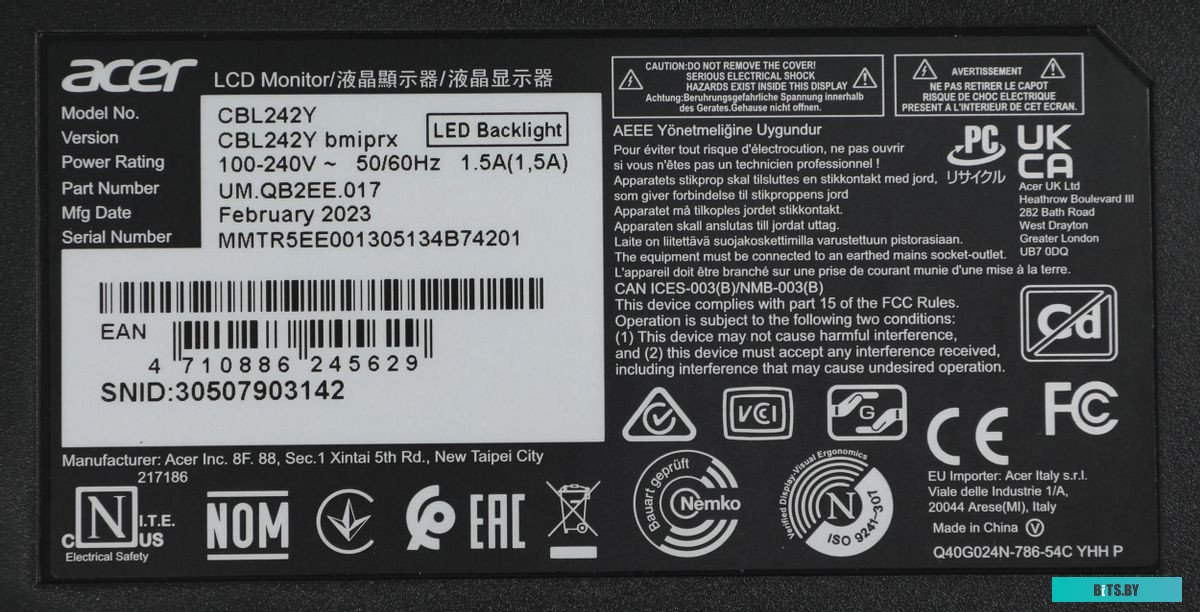 acer LCD Monitor/液晶顯示器/液晶显示器
Model No. CBL242Y
Version CBL242Y bmiprx
LED Backlight
Power Rating 100-240V ~ 50/60Hz 1.5A(1,5A)
Part Number UM.QB2EE.017
Mfg Date February 2023
Serial Number MMTR5EE001305134B74201
EAN
4 710886 245629
SNID:30507903142
Manufacturer: Acer Inc. 8F. 88, Sec.1 Xintai 5th Rd., New Taipei City
217186
N
c US
I.T.E.
Electrical Safety
NOM
EAC
CAUTION:DO NOT REMOVE THE COVER!
SERIOUS ELECTRICAL SHOCK
HAZARDS EXIST INSIDE THIS DISPLAY
Achtung:Beruhrungsgefahrliche Spannung innerhalb
des Gerates.Gehause nicht offnen.
AVERTISSEMENT
NE PAS RETIRER LE CAPOT
RISQUE DE CHOC ELECTRIQUE
PRESENT A L'INTERIEUR DE CET ECRAN.
AEEE Yönetmeliğine Uygundur
Pour éviter tout risque d'électrocution, ne pas ouvrir
si vous n'êtes pas un technicien professionnel !
Apparatets stikprop skal tilsluttes en stikkontakt med jord,
som giver forbindelse til stikproppens jord
Apparatet må tilkoples jordet stikkontakt.
Apparaten skall anslutas till jordat uttag.
Laite on liitettävä suojakoskettimilla varustettuun pistorasiaan.
The equipment must be connected to an earthed mains socket-outlet.
L'appareil doit être branché sur une prise de courant munie d'une mise à la terre.
CAN ICES-003(B)/NMB-003(B)
This device complies with part 15 of the FCC Rules.
Operation is subject to the following two conditions:
(1) This device may not cause harmful interference,
and (2) this device must accept any interference received,
including interference that may cause undesired operation.
PC
リサイクル
UK
CA
Acer UK Ltd
Heathrow Boulevard III
282 Bath Road
West Drayton
Greater London
UB7 0DQ
Cd
VCI
G
CE
FC
Bauart geprüft
Nemko
Verified Display-Visual Ergonomics
N
ISO 9241-307
EU Importer: Acer Italy s.r.l.
Viale delle Industrie 1/A,
20044 Arese(MI), Italy
Made in China V
Q40G024N-786-54C YHH P
BiTS.BY